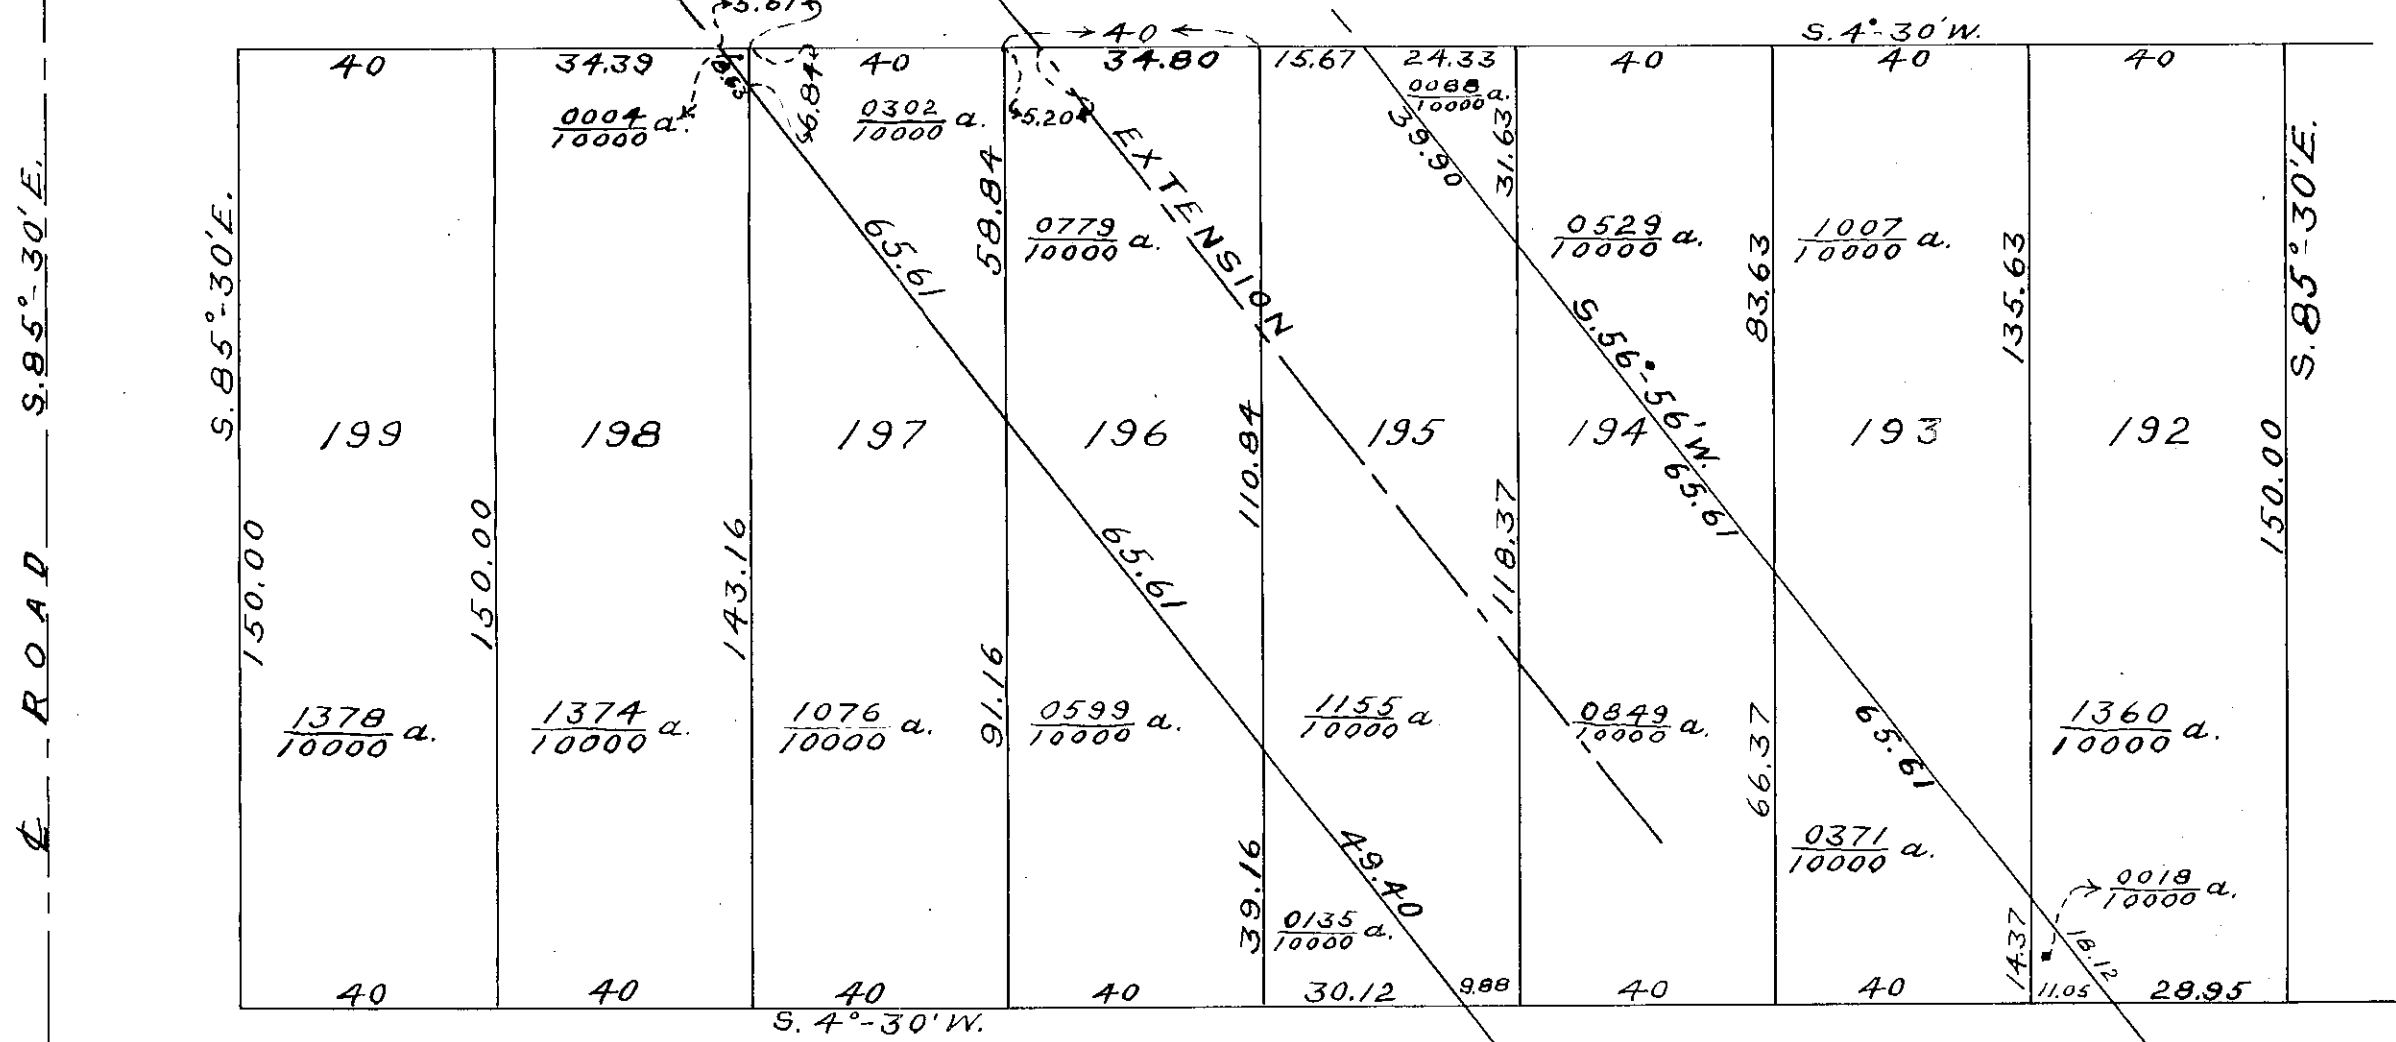 5.61
40
S.4°-30'W.
40
34.39
40
34.80
15.67
24.33
40
40
40
8.63
6.84
0004/10000 a.
0302/10000 a.
5.20
EXTENSION
0088/10000 a.
39.90
31.63
S.85°-30'E.
S.85°-30'E.
S.85°-30'E.
58.84
65.61
0779/10000 a.
0529/10000 a.
1007/10000 a.
83.63
135.63
S.56°-56'W.
199
198
197
196
195
194
193
192
110.84
65.61
150.00
150.00
150.00
143.16
118.37
65.61
℄ ROAD
91.16
1378/10000 a.
1374/10000 a.
1076/10000 a.
0599/10000 a.
1155/10000 a
0849/10000 a.
66.37
65.61
1360/10000 a.
0371/10000 a.
39.16
49.40
0135/10000 a.
0018/10000 a.
14.37
18.12
40
40
40
40
30.12
9.88
40
40
11.05
28.95
S. 4°-30'W.